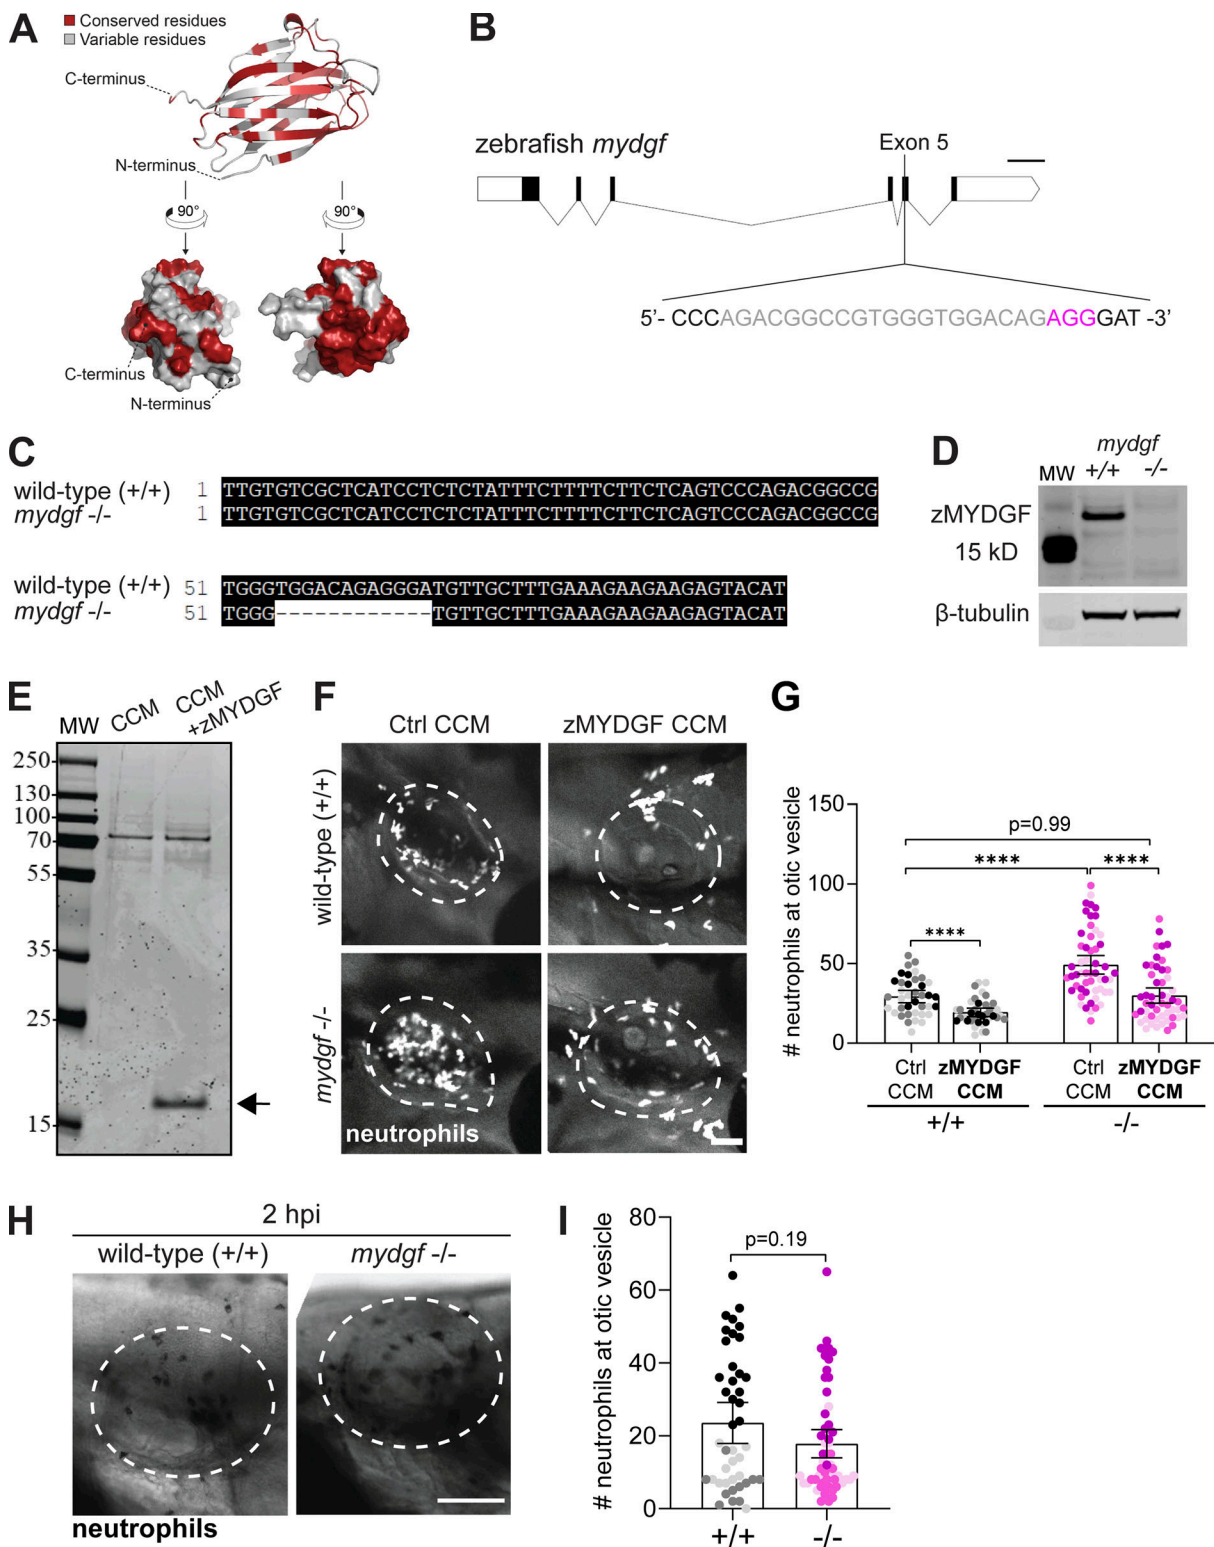 A
Conserved residues
Variable residues
C-terminus
N-terminus
90°
90°
C-terminus
N-terminus
B
zebrafish mydgf
Exon 5
5'- CCCAGACGGCCGTGGGTGGACAGAGGGAT -3'
C
wild-type (+/+) 1 TTGTGTCGCTCATCCTCTCTATTTCTTTTCTTCTCAGTCCCAGACGGCCG
mydgf -/- 1 TTGTGTCGCTCATCCTCTCTATTTCTTTTCTTCTCAGTCCCAGACGGCCG
wild-type (+/+) 51 TGGGTGGACAGAGGGATGTTGCTTTGAAAGAAGAAGAGTACAT
mydgf -/- 51 TGGG------------TGTTGCTTTGAAAGAAGAAGAGTACAT
D
mydgf
MW +/+ -/-
zMYDGF
15 kD
β-tubulin
E
MW CCM CCM +zMYDGF
250
130
100
70
55
35
25
15
F
Ctrl CCM zMYDGF CCM
wild-type (+/+)
mydgf -/-
neutrophils
G
# neutrophils at otic vesicle
150
100
50
0
p=0.99
**** ****
****
Ctrl CCM zMYDGF CCM Ctrl CCM zMYDGF CCM
+/+ -/-
H
2 hpi
wild-type (+/+) mydgf -/-
neutrophils
I
# neutrophils at otic vesicle
80
60
40
20
0
p=0.19
+/+ -/-